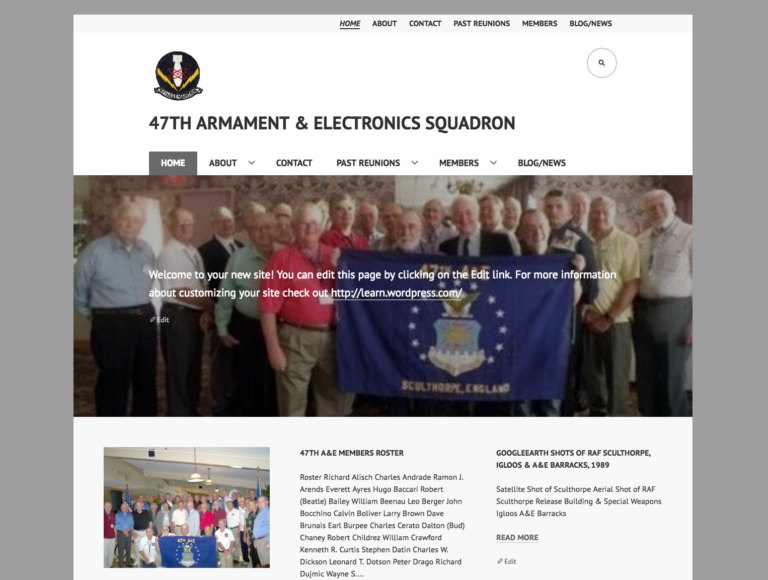 HOME ABOUT CONTACT PAST REUNIONS MEMBERS BLOG/NEWS
47TH ARMAMENT & ELECTRONICS SQUADRON
HOME ABOUT CONTACT PAST REUNIONS MEMBERS BLOG/NEWS
47TH A&E
Welcome to your new site! You can edit this page by clicking on the Edit link. For more information
about customizing your site check out http://learn.wordpress.com/
Edit
SCULTHORPE, ENGLAND
47TH A&E
47TH A&E MEMBERS ROSTER
Roster Richard Alisch Charles Andrade Ramon J.
Arends Everett Ayres Hugo Baccari Robert
(Beatle) Bailey William Beenau Leo Berger John
Bocchino Calvin Boliver Larry Brown Dave
Brunais Earl Burpee Charles Cerato Dalton (Bud)
Chaney Robert Childrez William Crawford
Kenneth R. Curtis Stephen Datin Charles W.
Dickson Leonard T. Dotson Peter Drago Richard
Dujmic Wayne S....
GOOGLEEARTH SHOTS OF RAF SCULTHORPE,
IGLOOS & A&E BARRACKS, 1989
Satellite Shot of Sculthorpe Aerial Shot of RAF
Sculthorpe Release Building & Special Weapons
Igloos A&E Barracks
READ MORE
Edit